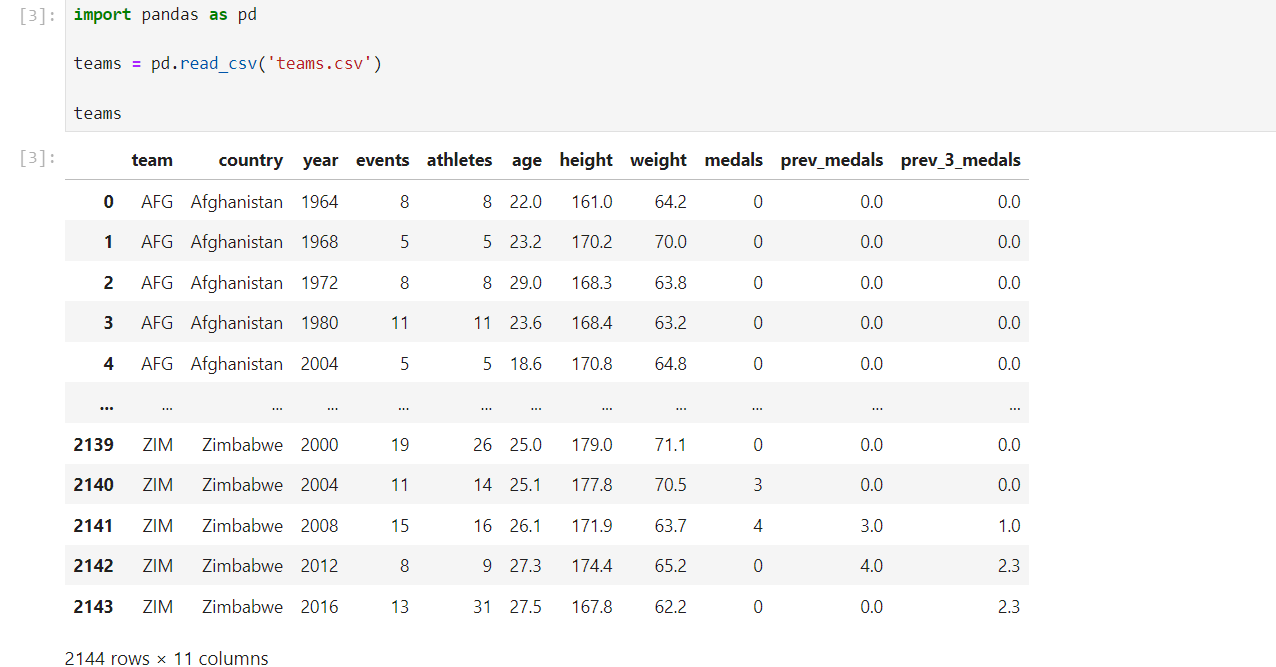 [3]: import pandas as pd
teams = pd.read_csv('teams.csv')
teams
[3]: team country year events athletes age height weight medals prev_medals prev_3_medals
0 AFG Afghanistan 1964 8 8 22.0 161.0 64.2 0 0.0 0.0
1 AFG Afghanistan 1968 5 5 23.2 170.2 70.0 0 0.0 0.0
2 AFG Afghanistan 1972 8 8 29.0 168.3 63.8 0 0.0 0.0
3 AFG Afghanistan 1980 11 11 23.6 168.4 63.2 0 0.0 0.0
4 AFG Afghanistan 2004 5 5 18.6 170.8 64.8 0 0.0 0.0
... ... ... ... ... ... ... ... ... ... ... ...
2139 ZIM Zimbabwe 2000 19 26 25.0 179.0 71.1 0 0.0 0.0
2140 ZIM Zimbabwe 2004 11 14 25.1 177.8 70.5 3 0.0 0.0
2141 ZIM Zimbabwe 2008 15 16 26.1 171.9 63.7 4 3.0 1.0
2142 ZIM Zimbabwe 2012 8 9 27.3 174.4 65.2 0 4.0 2.3
2143 ZIM Zimbabwe 2016 13 31 27.5 167.8 62.2 0 0.0 2.3
2144 rows × 11 columns